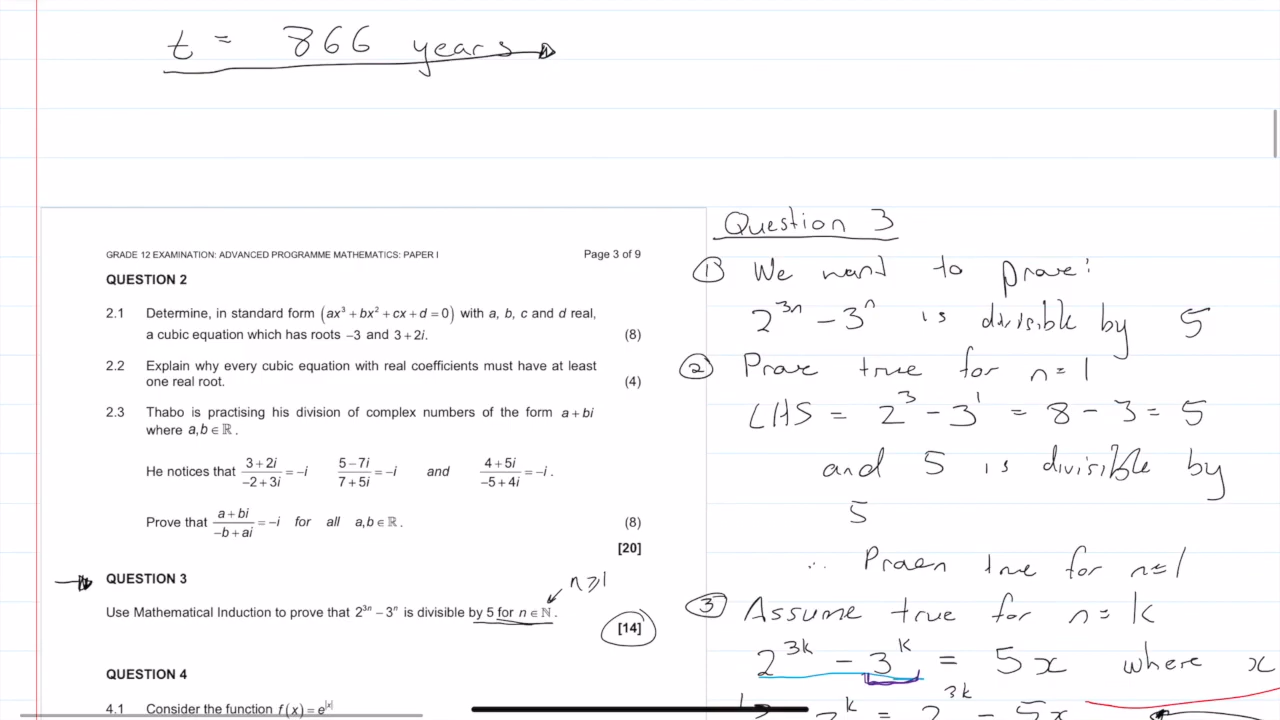 t = 866 years
GRADE 12 EXAMINATION: ADVANCED PROGRAMME MATHEMATICS: PAPER I Page 3 of 9
QUESTION 2
2.1 Determine, in standard form (ax³ + bx² + cx + d = 0) with a, b, c and d real,
a cubic equation which has roots −3 and 3 + 2i. (8)
2.2 Explain why every cubic equation with real coefficients must have at least
one real root. (4)
2.3 Thabo is practising his division of complex numbers of the form a + bi
where a,b ∈ ℝ.
He notices that (3 + 2i)/(−2 + 3i) = −i (5 − 7i)/(7 + 5i) = −i and (4 + 5i)/(−5 + 4i) = −i.
Prove that (a + bi)/(−b + ai) = −i for all a,b ∈ ℝ. (8)
[20]
QUESTION 3
n ⩾ 1
Use Mathematical Induction to prove that 2³ⁿ − 3ⁿ is divisible by 5 for n ∈ ℕ.
[14]
QUESTION 4
4.1 Consider the function f(x) = e^|x|
Question 3
① We want to prove:
2³ⁿ − 3ⁿ is divisible by 5
② Prove true for n = 1
LHS = 2³ − 3¹ = 8 − 3 = 5
and 5 is divisible by
5
∴ Proven true for n = 1
③ Assume true for n = k
2³ᵏ − 3ᵏ = 5x where x
3ᵏ = 2³ᵏ − 5x